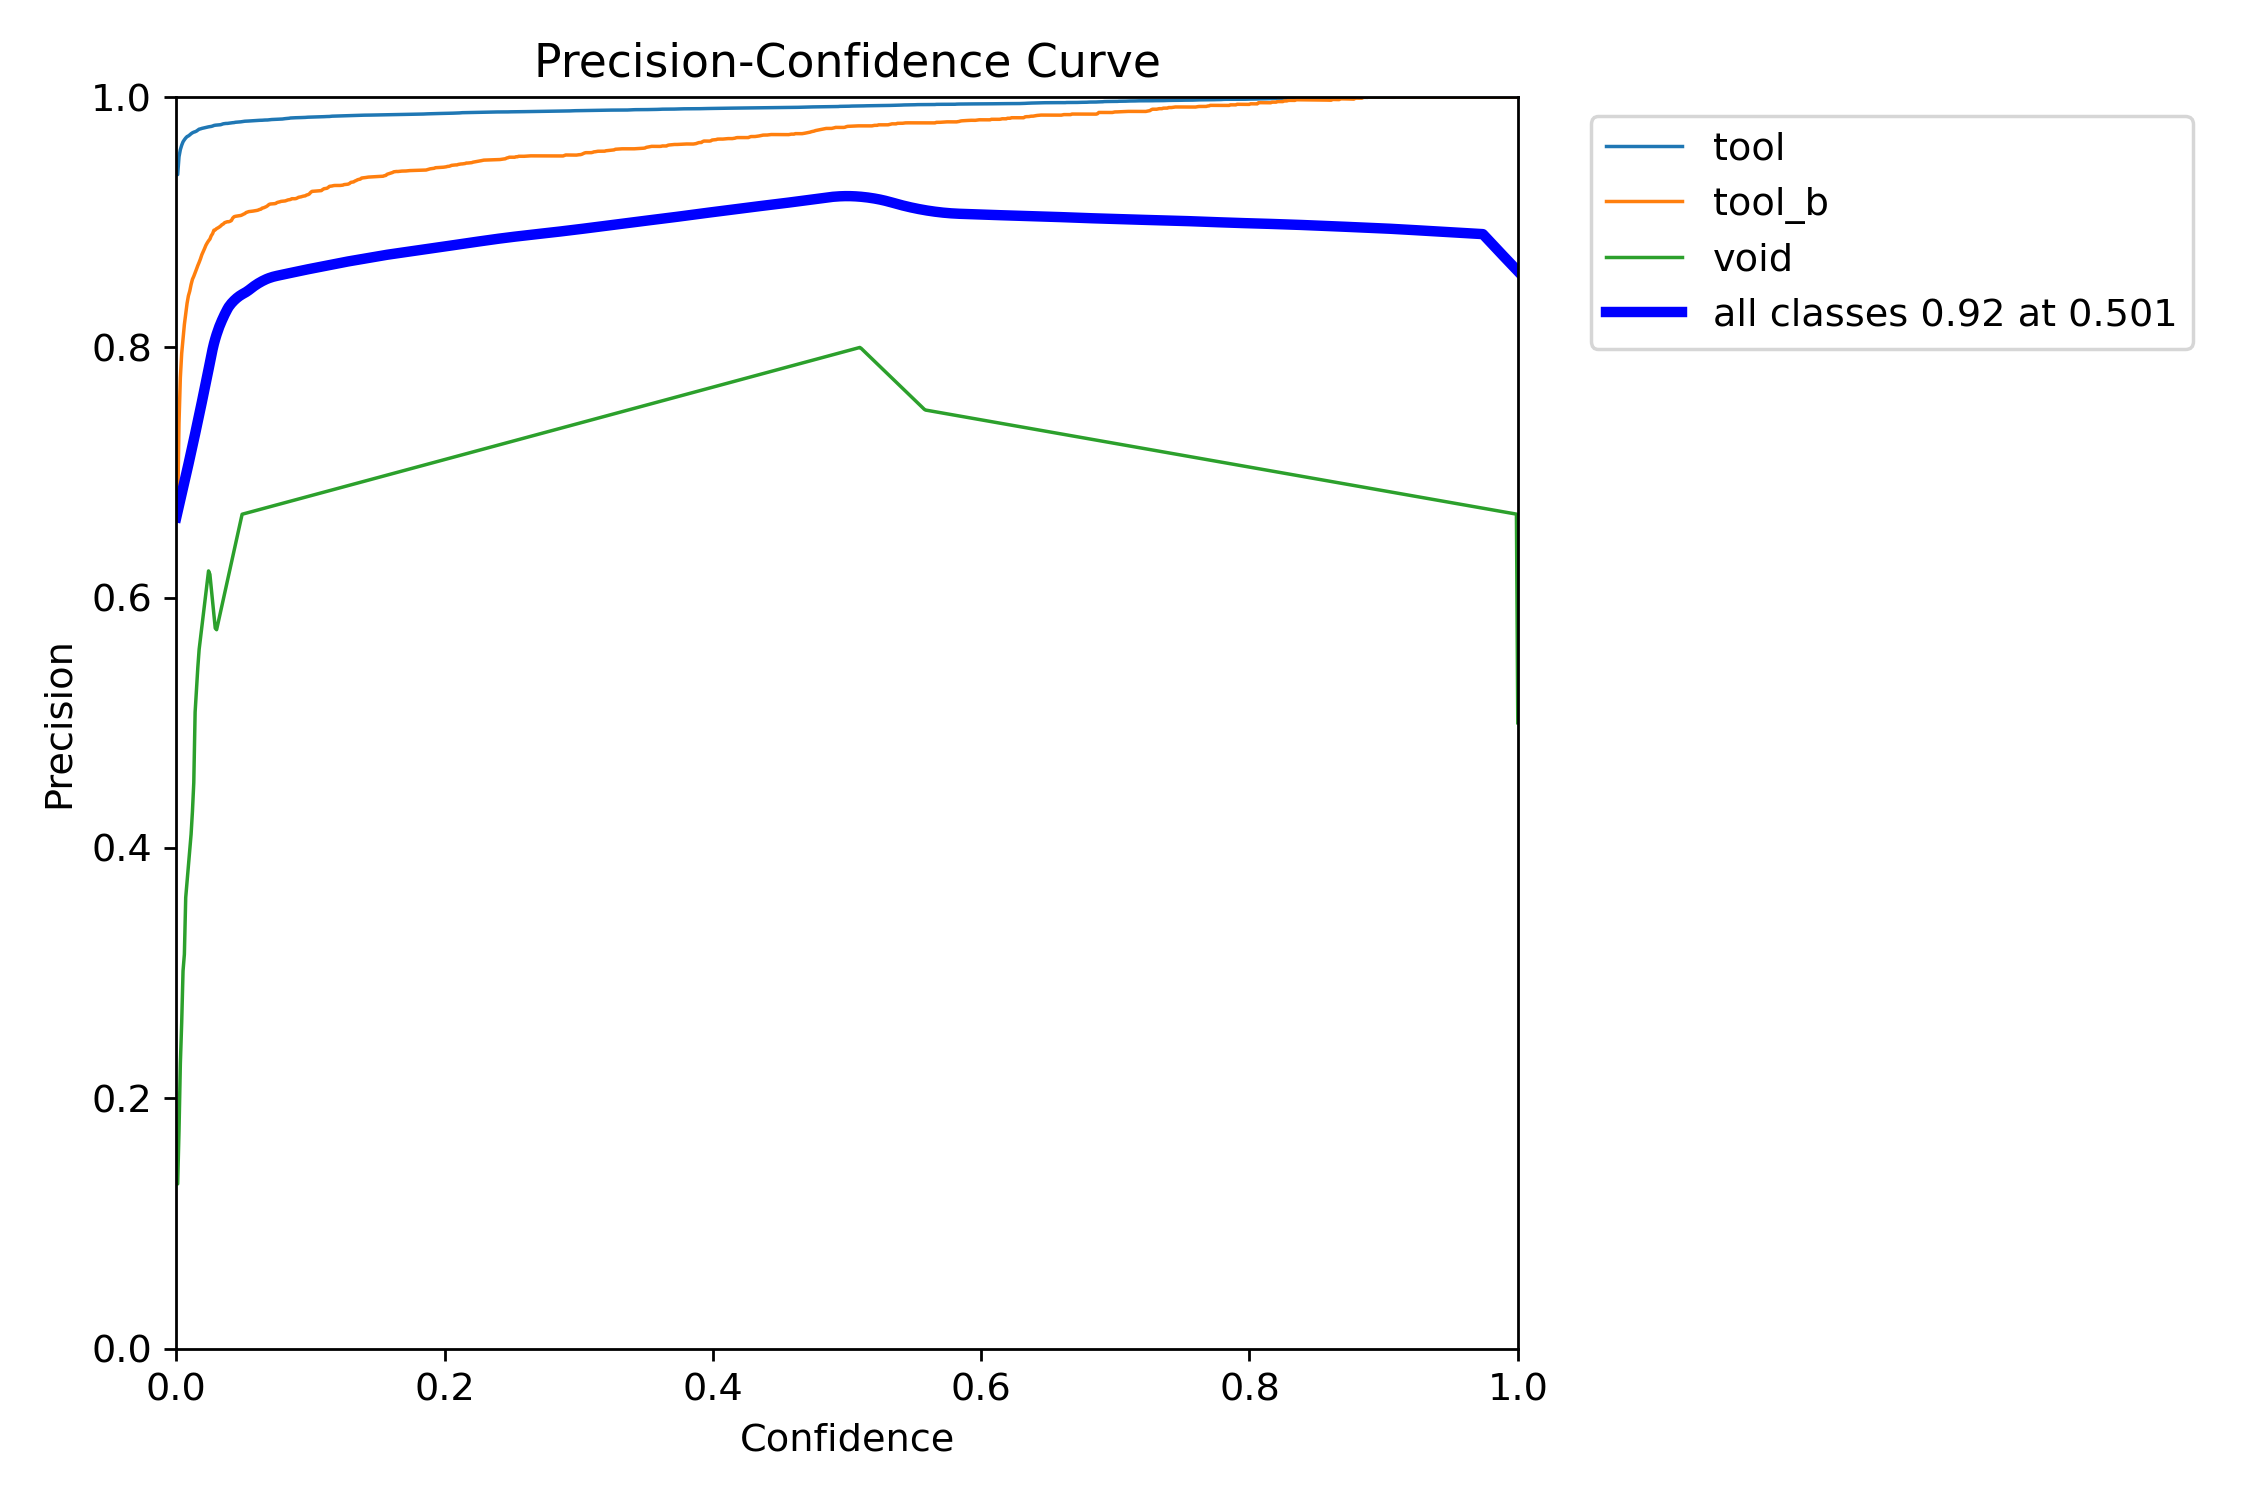 Precision-Confidence Curve
1.0
0.8
0.6
0.4
0.2
0.0
Precision
0.0 0.2 0.4 0.6 0.8 1.0
Confidence
tool
tool_b
void
all classes 0.92 at 0.501